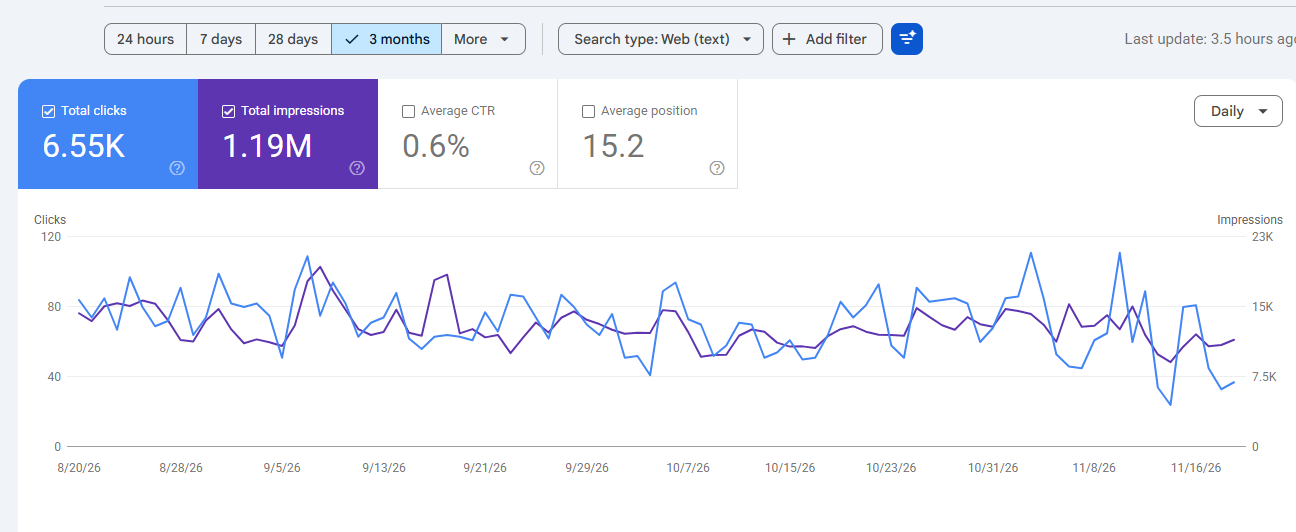 24 hours 7 days 28 days 3 months More Search type: Web (text) Add filter Last update: 3.5 hours ago
Total clicks Total impressions Average CTR Average position Daily
6.55K 1.19M 0.6% 15.2
Clicks Impressions
120 23K
80 15K
40 7.5K
0 0
8/20/26 8/28/26 9/5/26 9/13/26 9/21/26 9/29/26 10/7/26 10/15/26 10/23/26 10/31/26 11/8/26 11/16/26